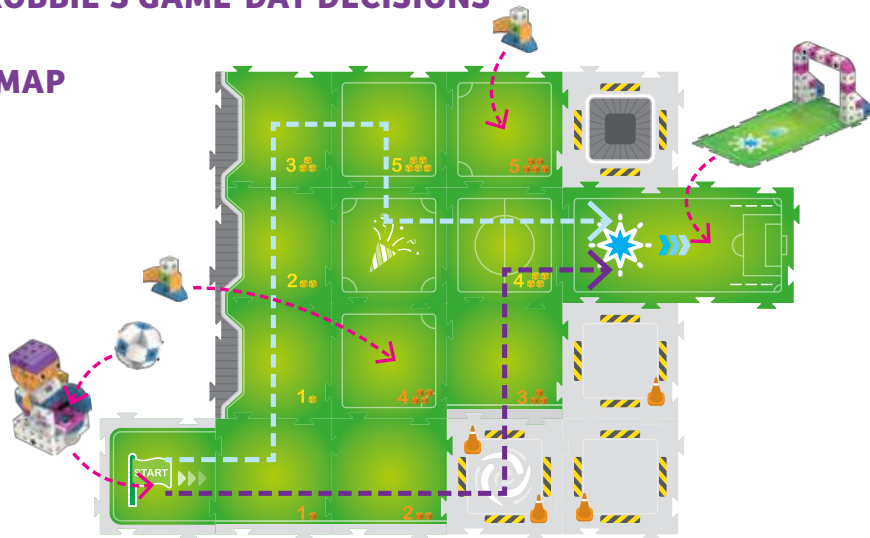 ROBBIE'S GAME-DAY DECISIONS
MAP
3 5 5
2 4
1 4 3
START
1 2